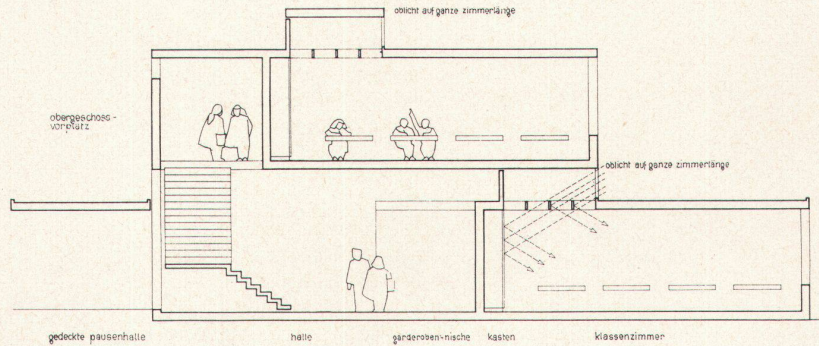 oblicht auf ganze zimmerlänge
obergeschoss-
vorplatz
oblicht auf ganze zimmerlänge
gedeckte pausenhalle
halle
garderoben-nische
kasten
klassenzimmer